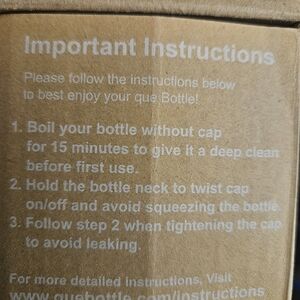 Important Instructions
Please follow the instructions below
to best enjoy your que Bottle!
1. Boil your bottle without cap
for 15 minutes to give it a deep clean
before first use.
2. Hold the bottle neck to twist cap
on/off and avoid squeezing the bottle.
3. Follow step 2 when tightening the cap
to avoid leaking.
For more detailed instructions, Visit
www.quebottle.com/instructions